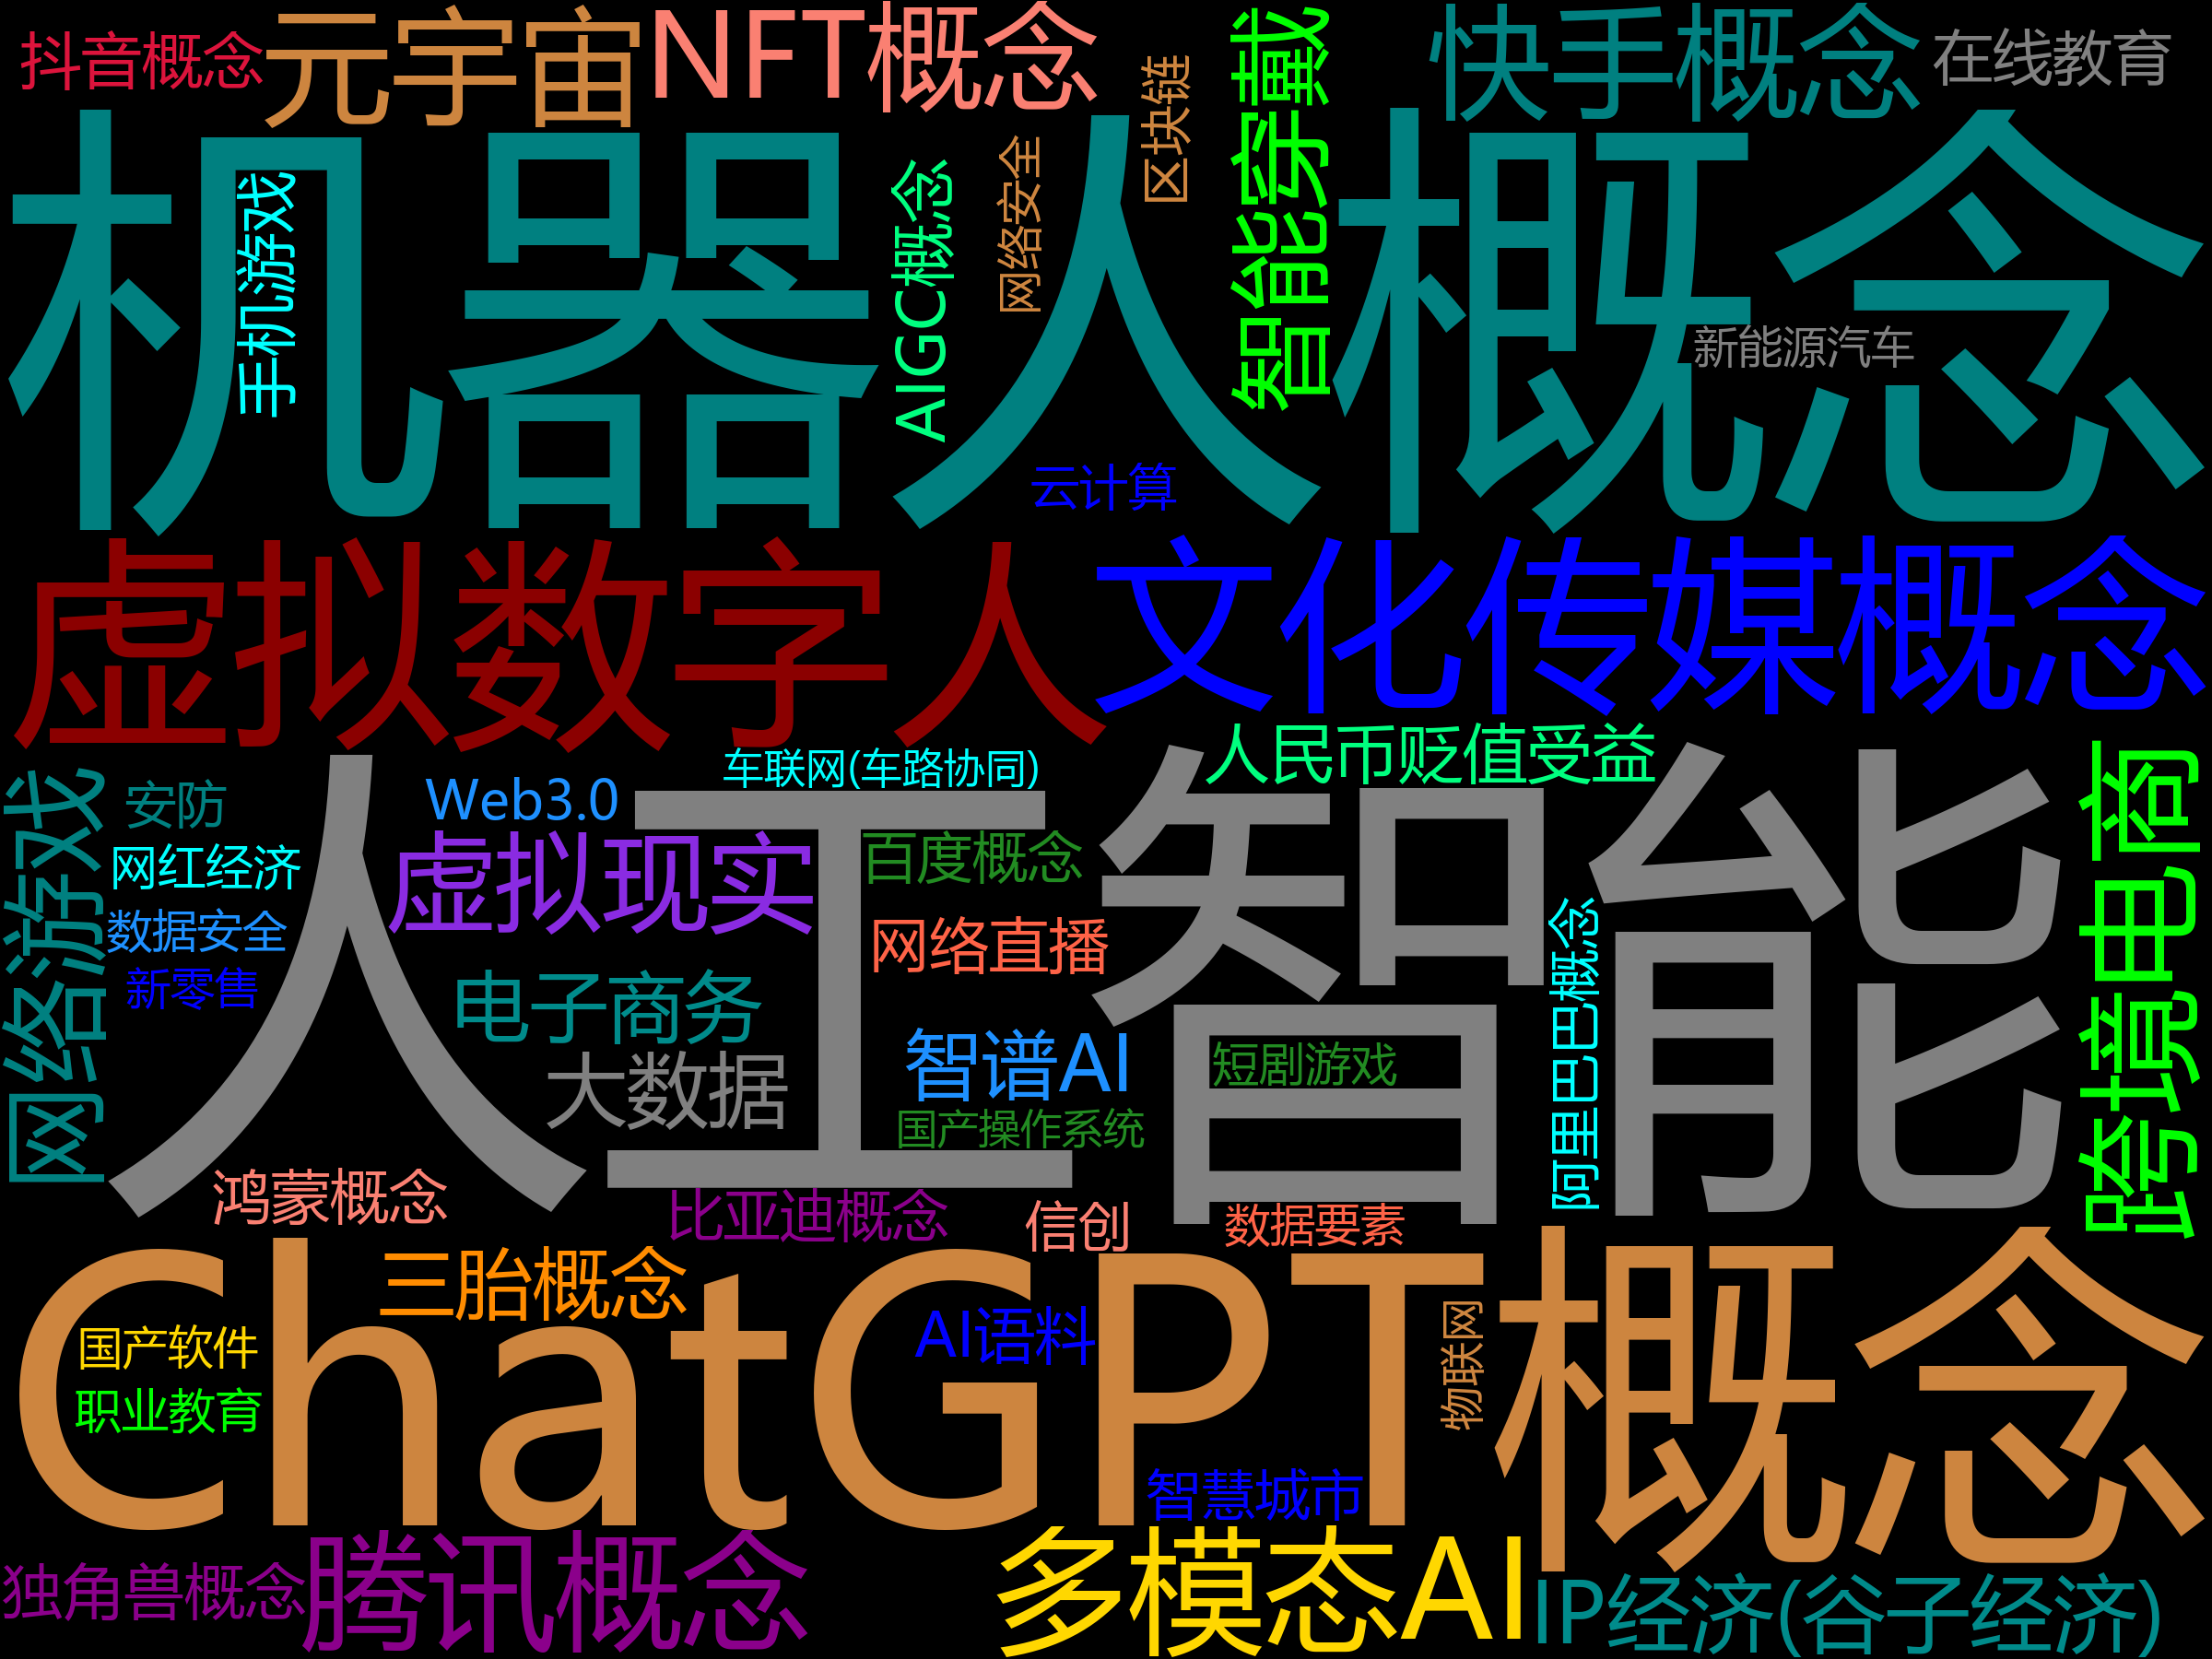 抖音概念
元宇宙
NFT概念
区块链
智能穿戴
快手概念
在线教育
机器人概念
手机游戏
AIGC概念
网络安全
新能源汽车
云计算
虚拟数字人
文化传媒概念
人民币贬值受益
车联网(车路协同)
网络游戏
安防
Web3.0
人工智能
跨境电商
网红经济
虚拟现实
百度概念
数据安全
网络直播
阿里巴巴概念
新零售
电子商务
智谱AI
短剧游戏
大数据
国产操作系统
鸿蒙概念
比亚迪概念
信创
数据要素
ChatGPT概念
三胎概念
AI语料
物联网
国产软件
职业教育
智慧城市
独角兽概念
腾讯概念
多模态AI
IP经济(谷子经济)